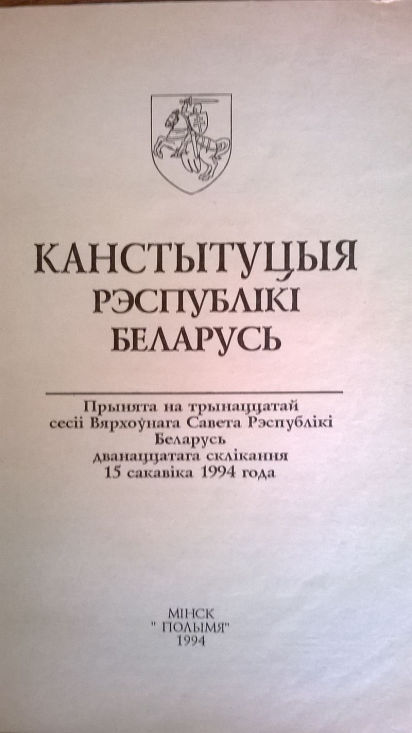 КАНСТЫТУЦЫЯ
РЭСПУБЛІКІ
БЕЛАРУСЬ
Прынята на трынаццатай
сесіі Вярхоўнага Савета Рэспублікі
Беларусь
дванаццатага склікання
15 сакавіка 1994 года
МІНСК
" ПОЛЫМЯ"
1994